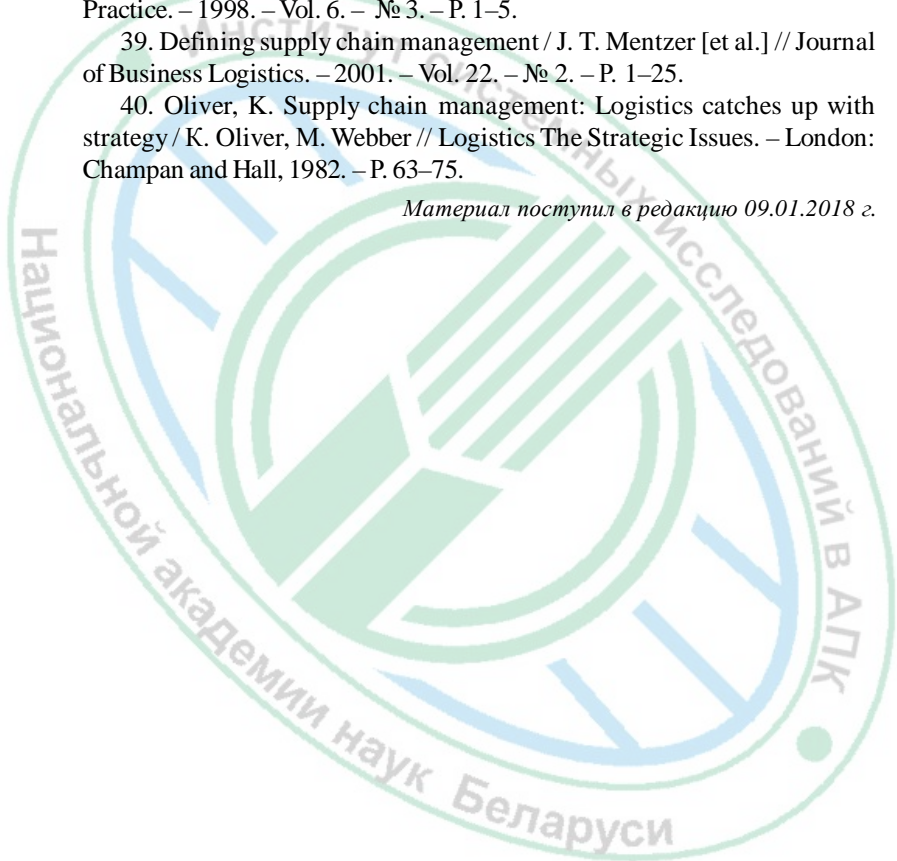 Practice. – 1998. – Vol. 6. – № 3. – P. 1–5.
39. Defining supply chain management / J. T. Mentzer [et al.] // Journal
of Business Logistics. – 2001. – Vol. 22. – № 2. – P. 1–25.
40. Oliver, K. Supply chain management: Logistics catches up with
strategy / K. Oliver, M. Webber // Logistics The Strategic Issues. – London:
Champan and Hall, 1982. – P. 63–75.
Материал поступил в редакцию 09.01.2018 г.
Институт системных исследований в АПК
Национальной академии наук Беларуси